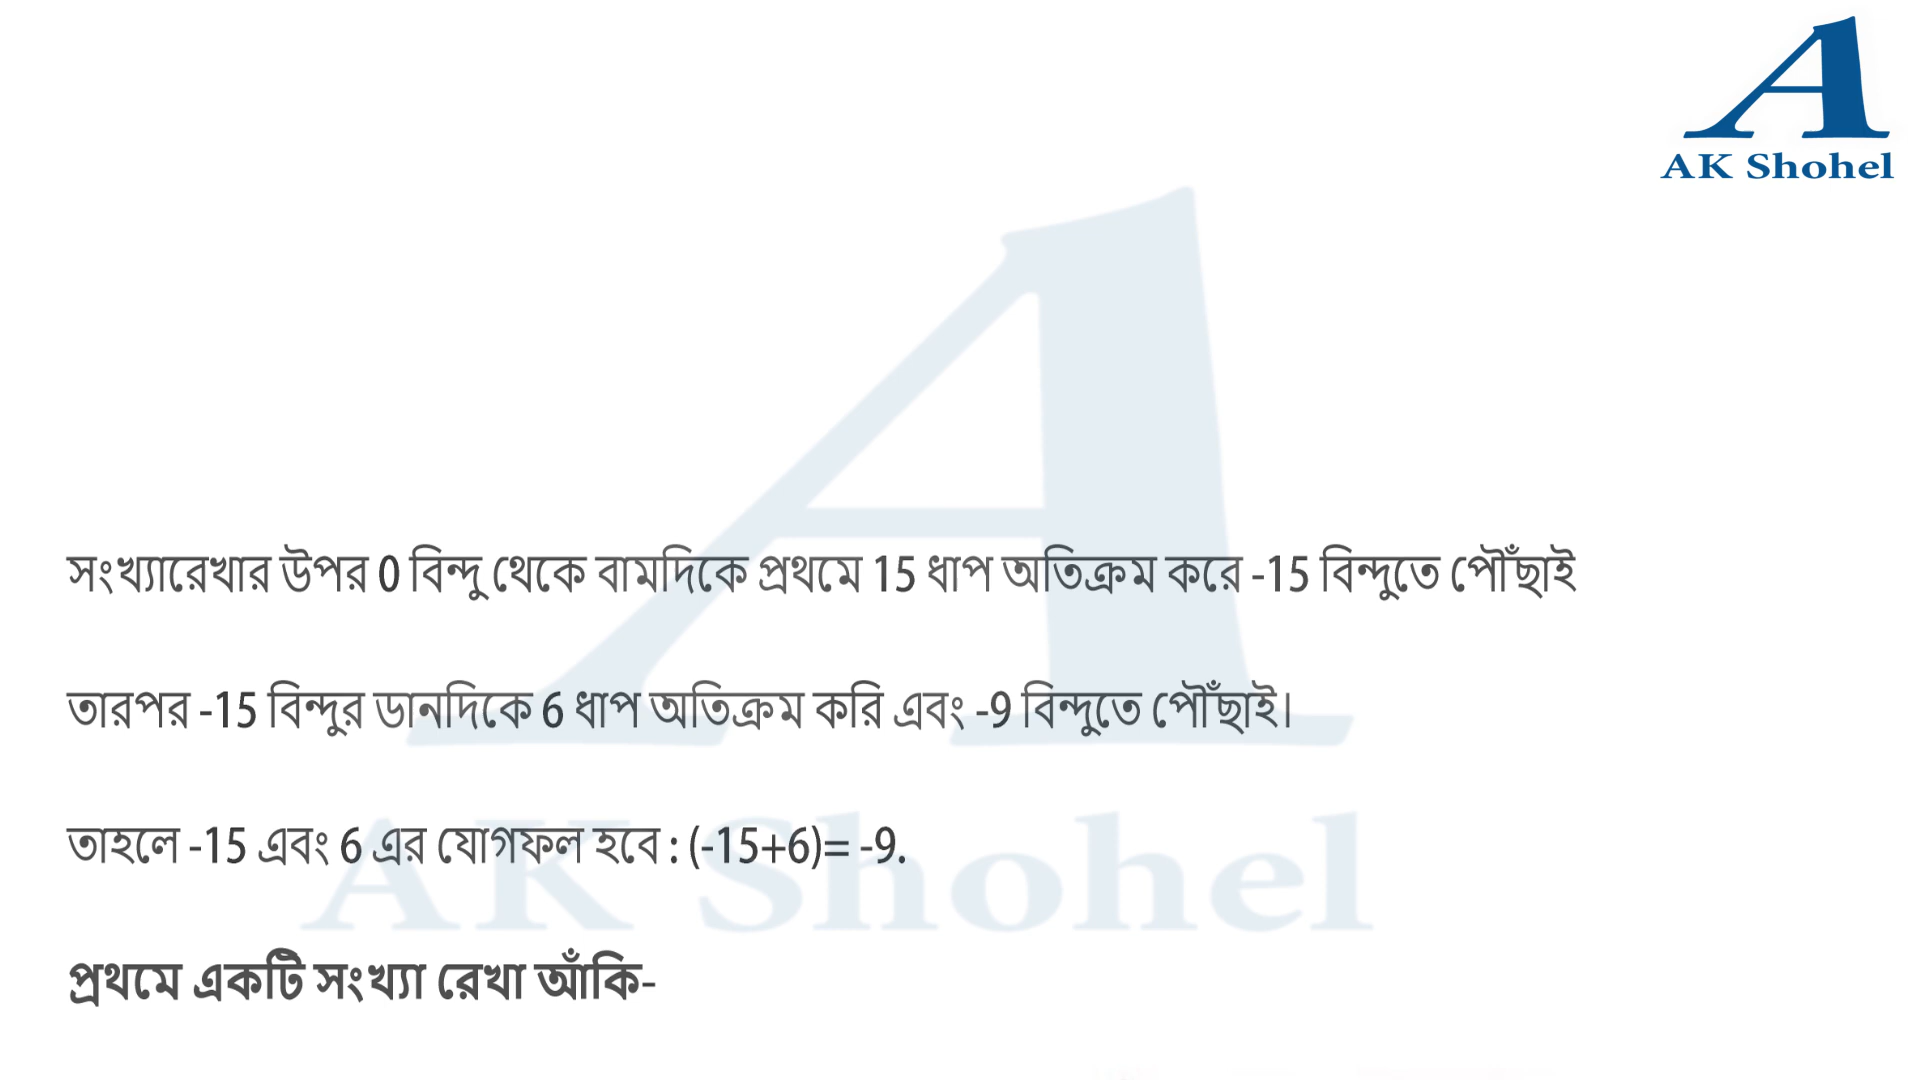 AK Shohel
সংখ্যারেখার উপর 0 বিন্দু থেকে বামদিকে প্রথমে 15 ধাপ অতিক্রম করে -15 বিন্দুতে পৌঁছাই
তারপর -15 বিন্দুর ডানদিকে 6 ধাপ অতিক্রম করি এবং -9 বিন্দুতে পৌঁছাই।
তাহলে -15 এবং 6 এর যোগফল হবে : (-15+6)= -9.
AK Shohel
প্রথমে একটি সংখ্যা রেখা আঁকি-